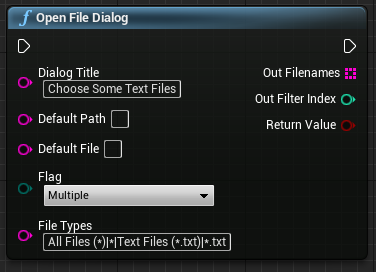 Open File Dialog
Dialog Title
Choose Some Text Files
Default Path
Default File
Flag
Multiple
File Types
All Files (*)|*|Text Files (*.txt)|*.txt
Out Filenames
Out Filter Index
Return Value